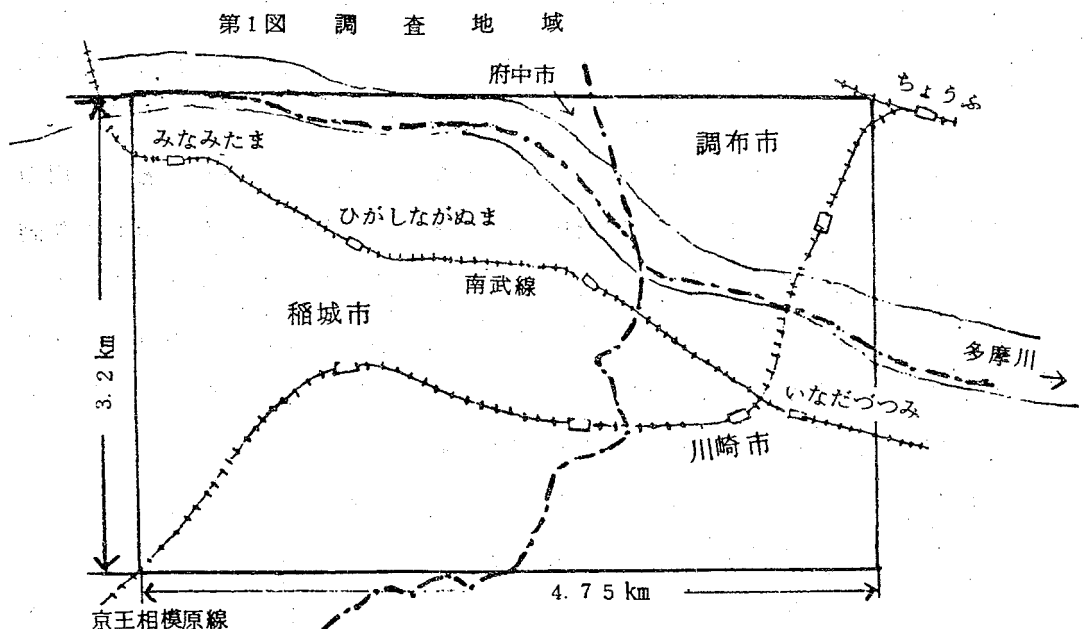 第1図 調査地域
府中市
ちょうふ
みなみたま
調布市
ひがしながぬま
南武線
稲城市
多摩川
3.2km
いなだづつみ
川崎市
4.75km
京王相模原線